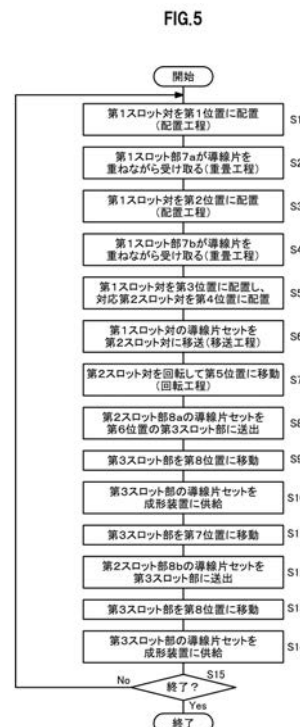 FIG.5
開始
第1スロット対を第1位置に配置
(配置工程)
S1
第1スロット部7aが導線片を
重ねながら受け取る(重畳工程)
S2
第1スロット対を第2位置に配置
(配置工程)
S3
第1スロット部7bが導線片を
重ねながら受け取る(重畳工程)
S4
第1スロット対を第3位置に配置し、
対応第2スロット対を第4位置に配置
S5
第1スロット対の導線片セットを
第2スロット対に移送(移送工程)
S6
第2スロット対を回転して第5位置に移動
(回転工程)
S7
第2スロット部8aの導線片セットを
第6位置の第3スロット部に送出
S8
第3スロット部を第8位置に移動
S9
第3スロット部の導線片セットを
成形装置に供給
S1
第3スロット部を第7位置に移動
S1
第2スロット部8bの導線片セットを
第3スロット部に送出
S1
第3スロット部を第8位置に移動
S1
第3スロット部の導線片セットを
成形装置に供給
S1
No
終了?
S15
Yes
終了